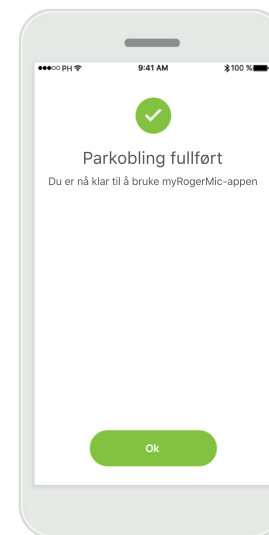 PH 9:41 AM 100 %
Parkobling fullført
Du er nå klar til å bruke myRogerMic-appen
Ok